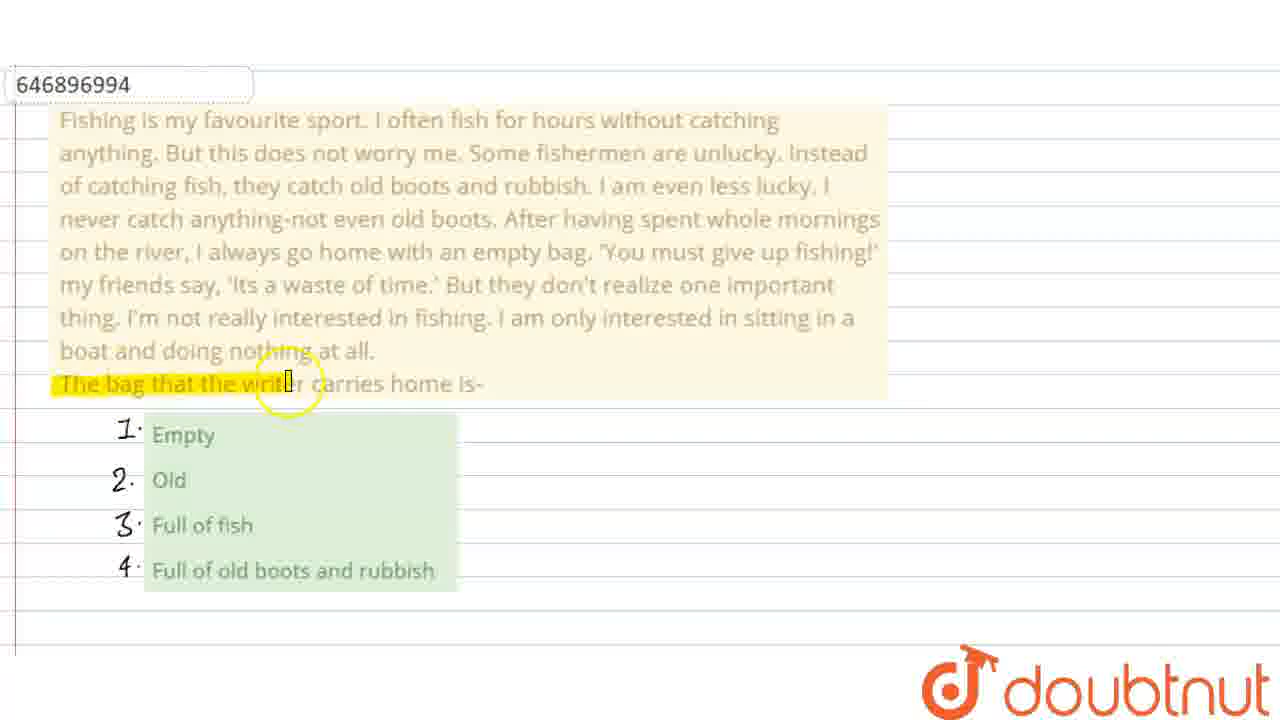 646896994
Fishing is my favourite sport. I often fish for hours without catching
anything. But this does not worry me. Some fishermen are unlucky. Instead
of catching fish, they catch old boots and rubbish. I am even less lucky. I
never catch anything-not even old boots. After having spent whole mornings
on the river, I always go home with an empty bag. 'You must give up fishing!'
my friends say, 'Its a waste of time.' But they don't realize one important
thing. I'm not really interested in fishing. I am only interested in sitting in a
boat and doing nothing at all.
The bag that the writer carries home is-
1. Empty
2. Old
3. Full of fish
4. Full of old boots and rubbish
doubtnut